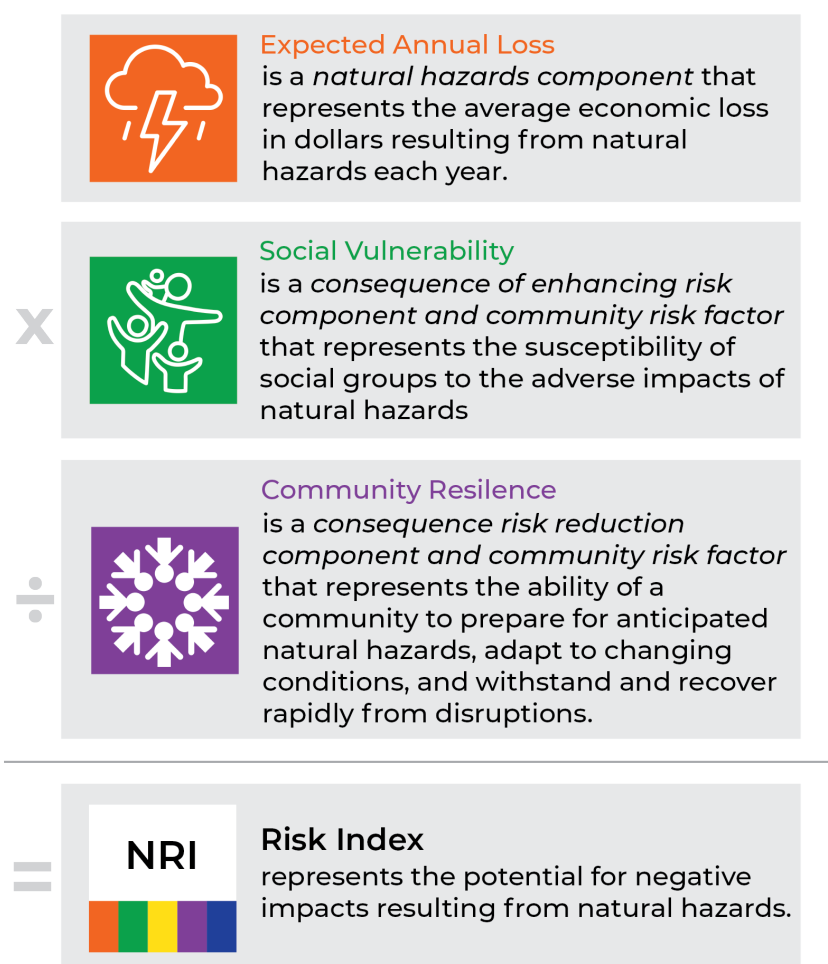 Expected Annual Loss
is a natural hazards component that
represents the average economic loss
in dollars resulting from natural
hazards each year.
x
Social Vulnerability
is a consequence of enhancing risk
component and community risk factor
that represents the susceptibility of
social groups to the adverse impacts of
natural hazards
÷
Community Resilence
is a consequence risk reduction
component and community risk factor
that represents the ability of a
community to prepare for anticipated
natural hazards, adapt to changing
conditions, and withstand and recover
rapidly from disruptions.
=
NRI
Risk Index
represents the potential for negative
impacts resulting from natural hazards.